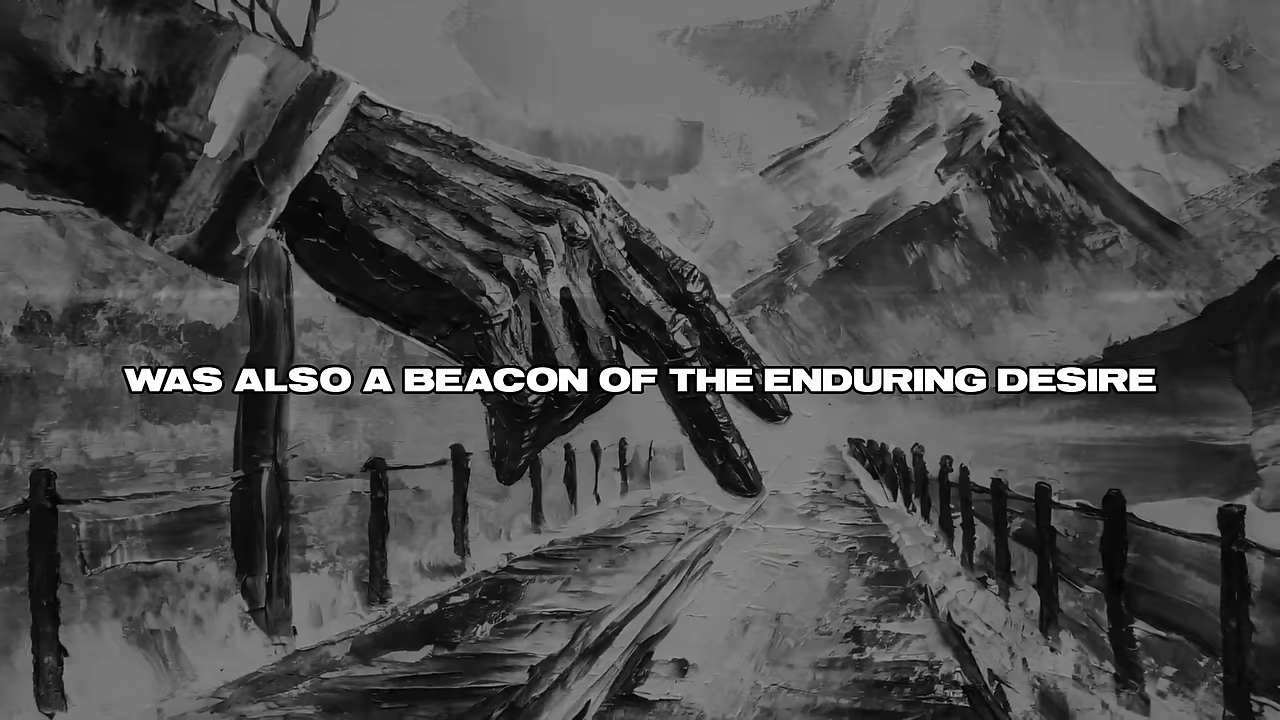 WAS ALSO A BEACON OF THE ENDURING DESIRE